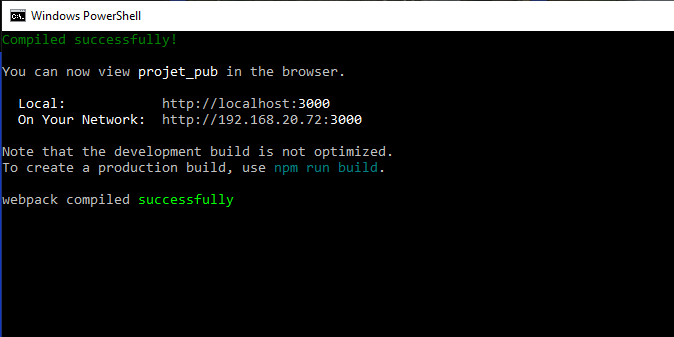 Windows PowerShell
Compiled successfully!
You can now view projet_pub in the browser.
Local: http://localhost:3000
On Your Network: http://192.168.20.72:3000
Note that the development build is not optimized.
To create a production build, use npm run build.
webpack compiled successfully